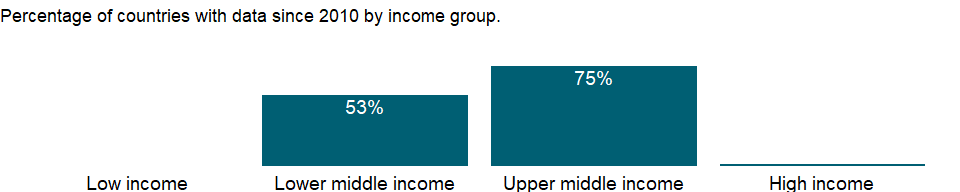 Percentage of countries with data since 2010 by income group.
75%
53%
Low income Lower middle income Upper middle income High income